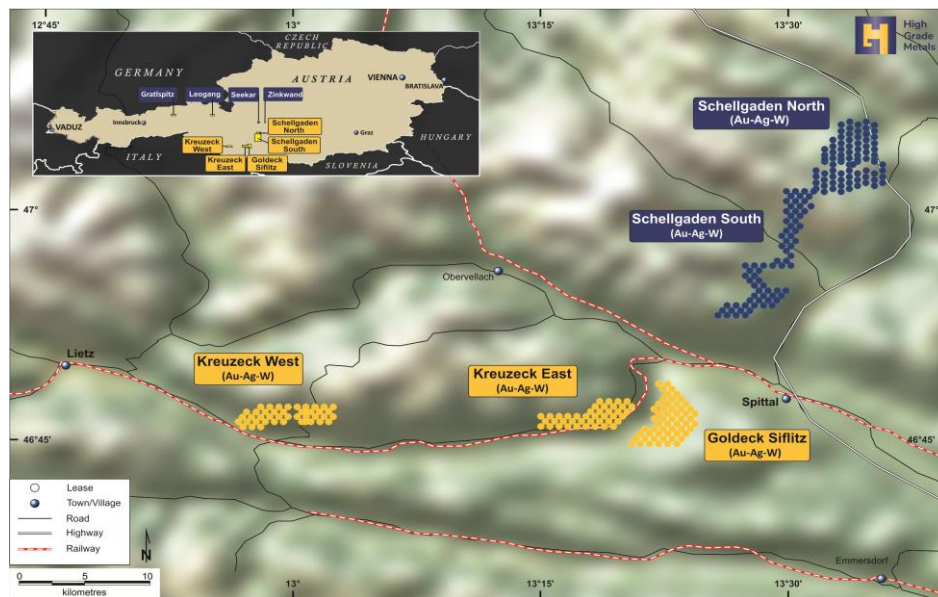 12°45'
13°
13°15'
13°30'
High
Grade
Metals
CZECH
REPUBLIC
GERMANY
AUSTRIA
VIENNA
BRATISLAVA
Gratlspitz
Leogang
Seekar
Zinkwand
VADUZ
Innsbruck
Schellgaden
North
Schellgaden
South
Graz
HUNGARY
Kreuzeck
West
ITALY
Kreuzeck
East
Goldeck
Siflitz
SLOVENIA
Schellgaden North
(Au-Ag-W)
47°
47°
Schellgaden South
(Au-Ag-W)
Obervellach
Lietz
Kreuzeck West
(Au-Ag-W)
Kreuzeck East
(Au-Ag-W)
Spittal
Goldeck Siflitz
(Au-Ag-W)
46°45'
46°45'
Lease
Town/Village
Road
Highway
Railway
N
Emmersdorf
0 5 10
kilometres
13°
13°15'
13°30'